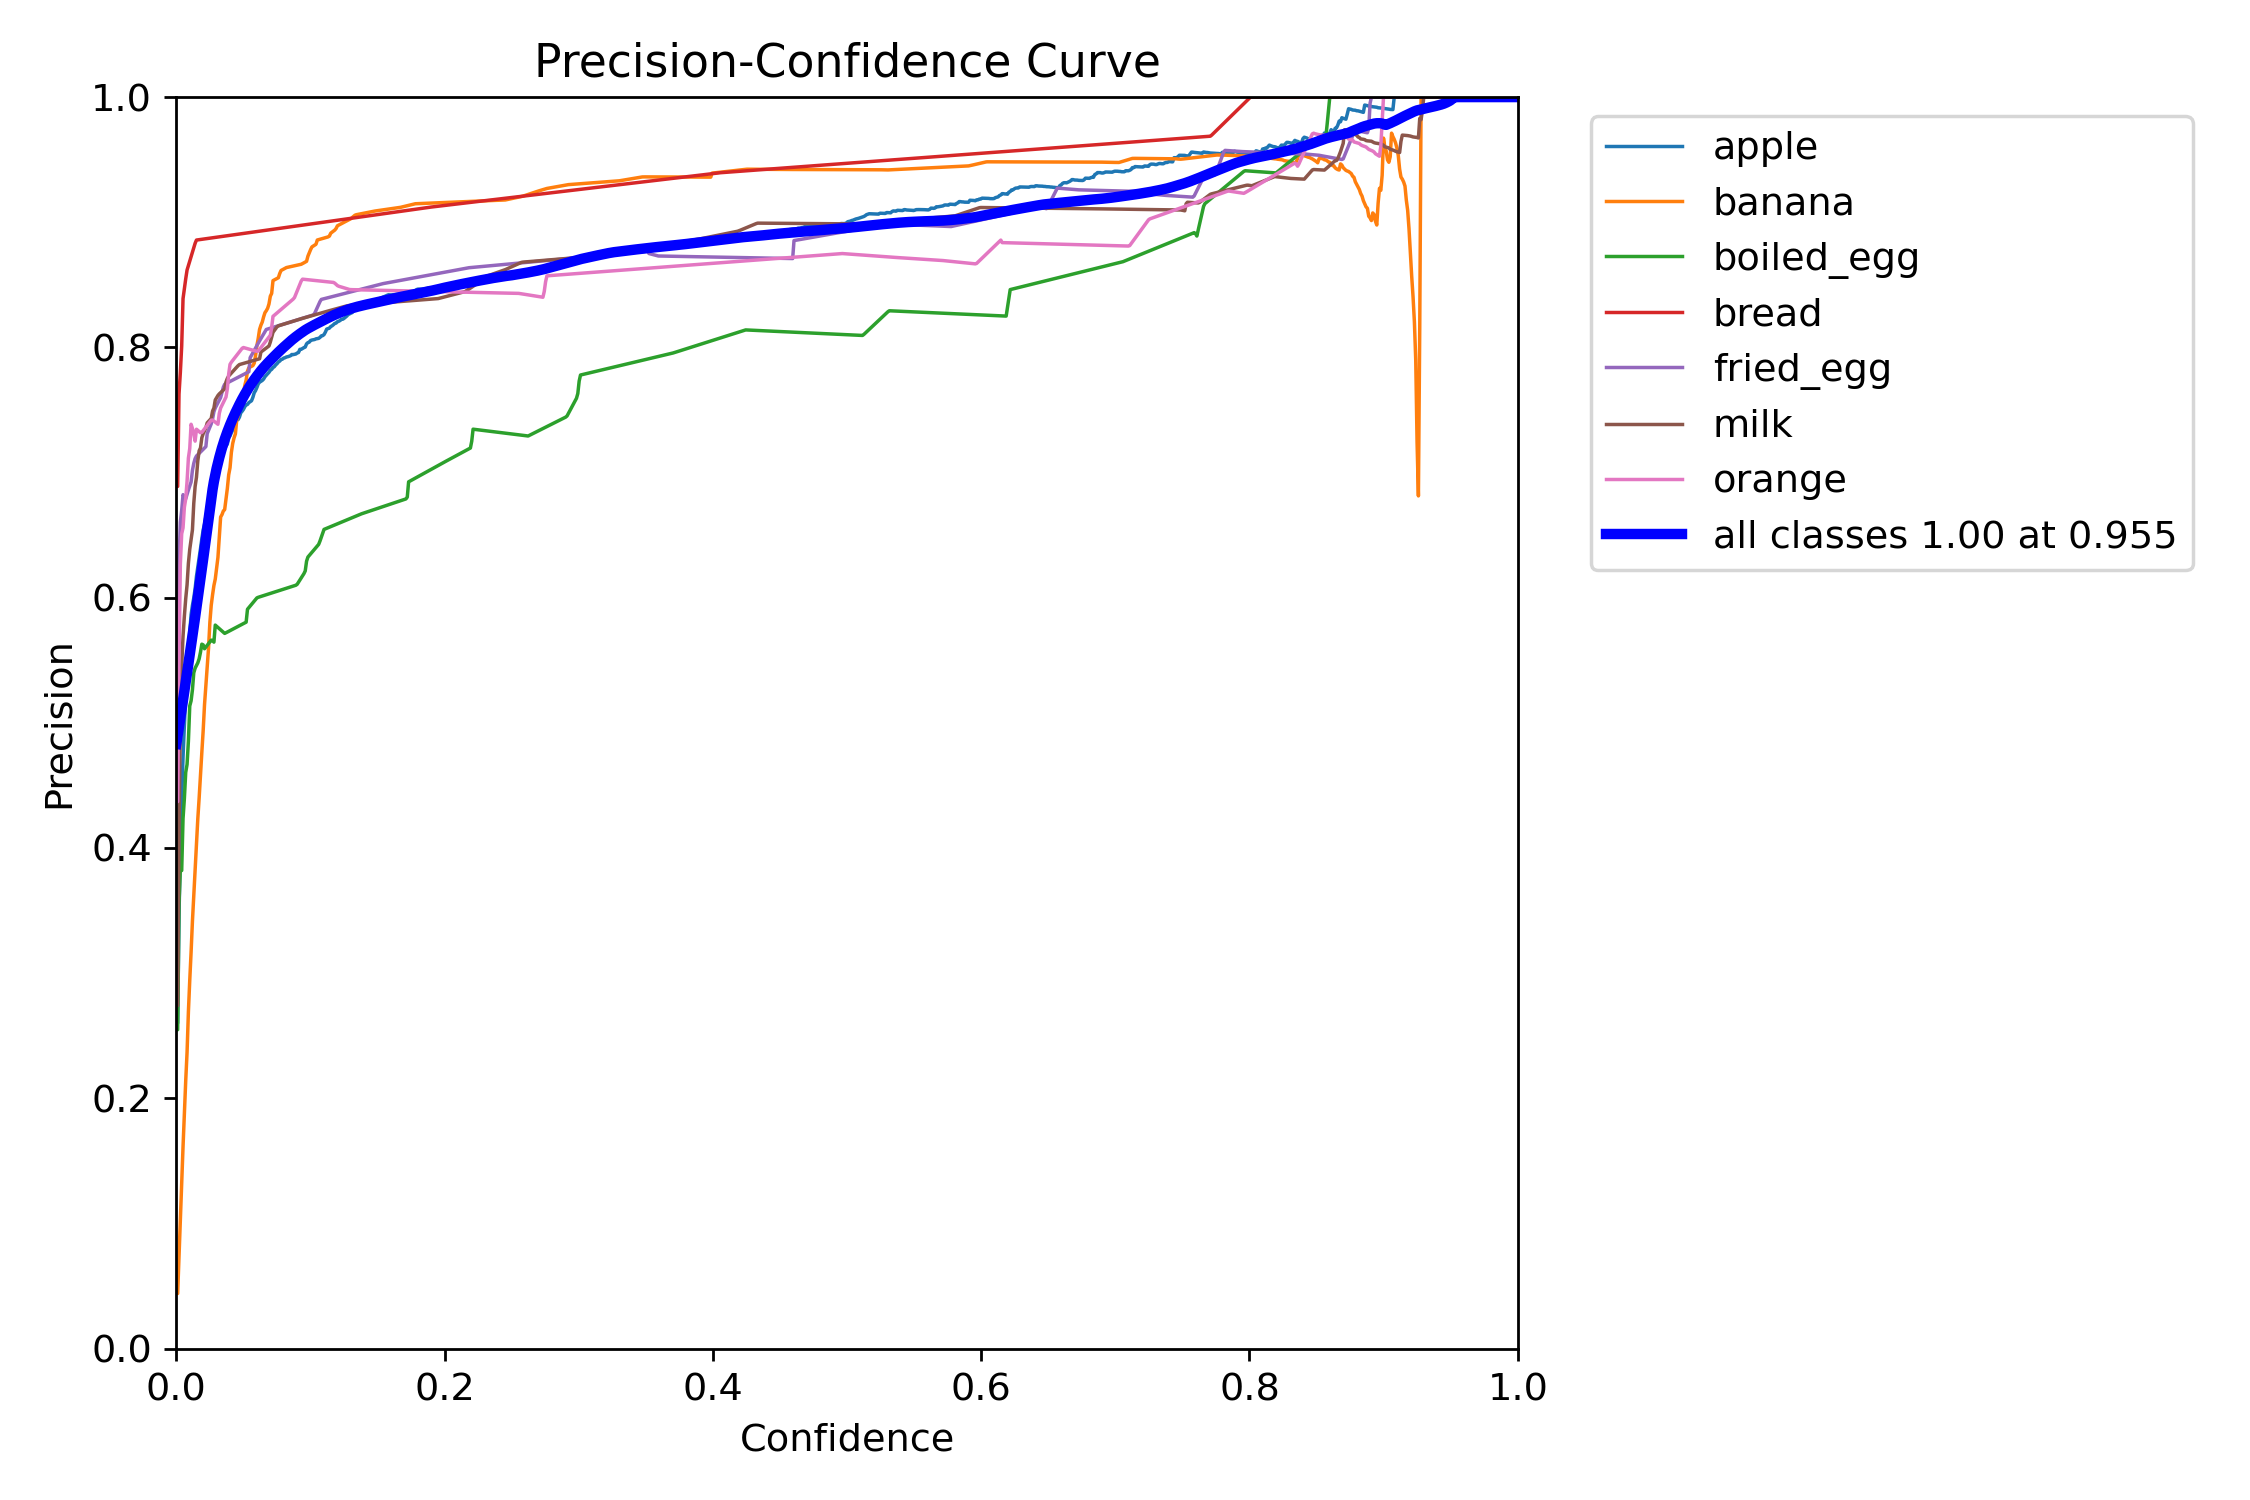 Precision-Confidence Curve
1.0
0.8
0.6
0.4
0.2
0.0
Precision
0.0 0.2 0.4 0.6 0.8 1.0
Confidence
apple
banana
boiled_egg
bread
fried_egg
milk
orange
all classes 1.00 at 0.955